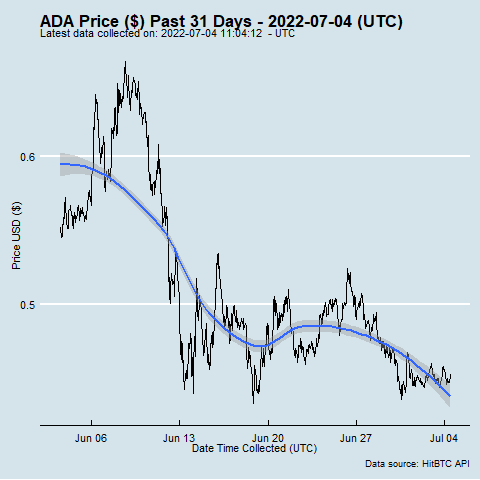 ADA Price ($) Past 31 Days - 2022-07-04 (UTC)
Latest data collected on: 2022-07-04 11:04:12 - UTC
Price USD ($)
0.6
0.5
Jun 06 Jun 13 Jun 20 Jun 27 Jul 04
Date Time Collected (UTC)
Data source: HitBTC API